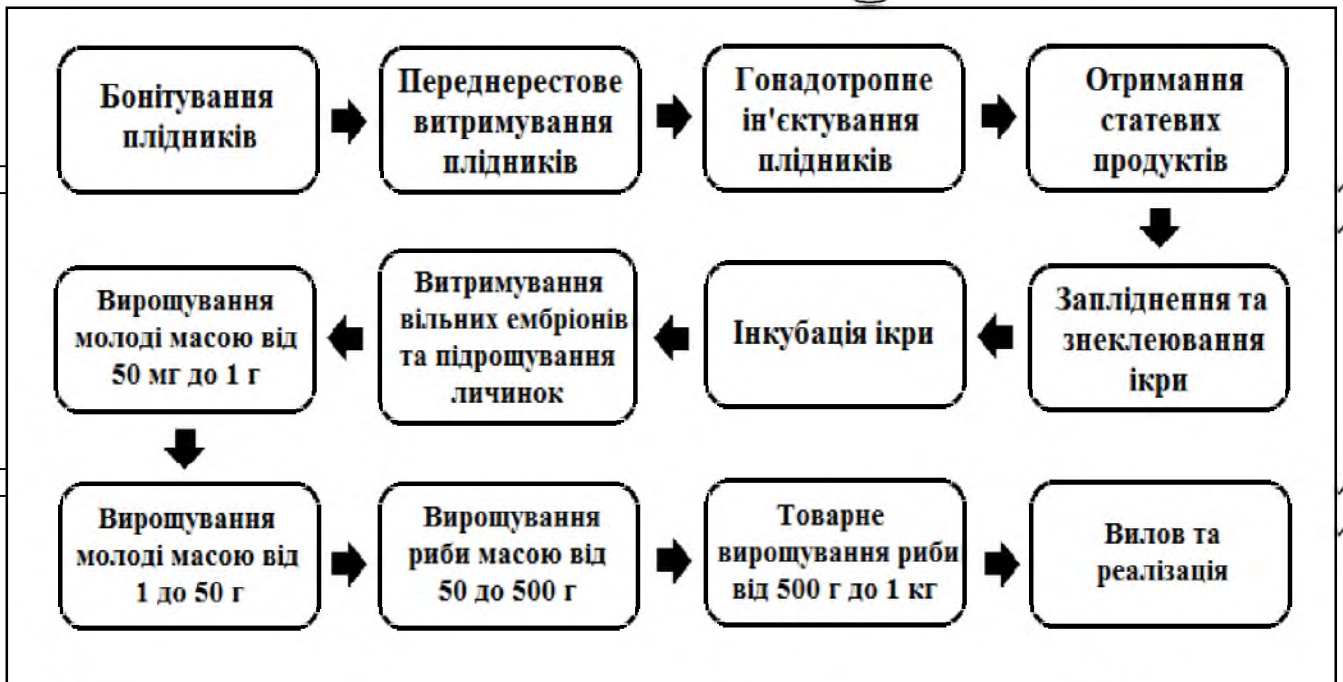 Бонітування
плідників
Переднерестове
витримування
плідників
Гонадотропне
ін'єктування
плідників
Отримання
статевих
продуктів
Запліднення та
знеклеювання
ікри
Інкубація ікри
Витримування
вільних ембріонів
та підрощування
личинок
Вирощування
молоді масою від
50 мг до 1 г
Вирощування
молоді масою від
1 до 50 г
Вирощування
риби масою від
50 до 500 г
Товарне
вирощування риби
від 500 г до 1 кг
Вилов та
реалізація